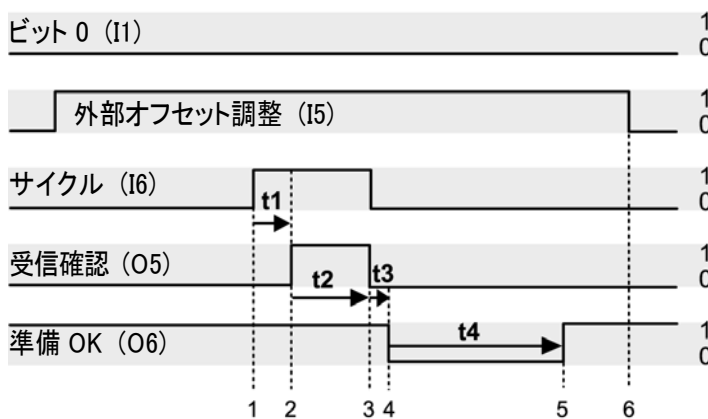 ビット 0 (I1)
1
0
外部オフセット調整 (I5)
1
0
サイクル (I6)
1
0
t1
受信確認 (O5)
1
0
t2
t3
準備 OK (O6)
1
0
t4
1 2 3 4 5 6